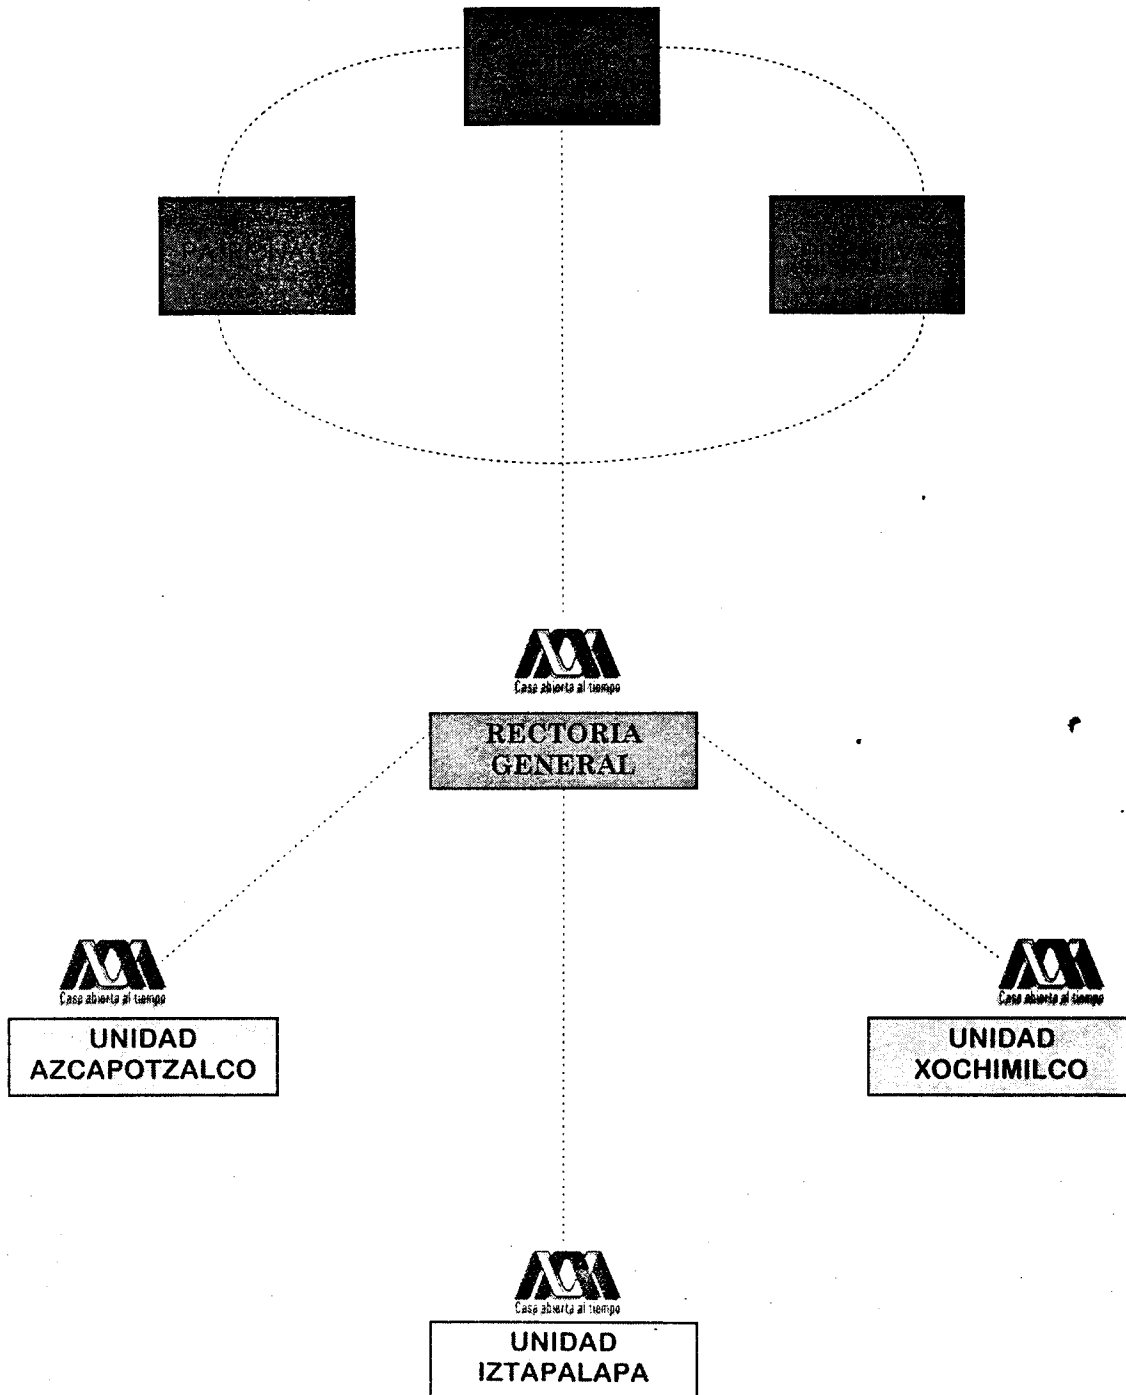 Casa abierta al tiempo
RECTORIA
GENERAL
Casa abierta al tiempo
UNIDAD
AZCAPOTZALCO
Casa abierta al tiempo
UNIDAD
XOCHIMILCO
Casa abierta al tiempo
UNIDAD
IZTAPALAPA